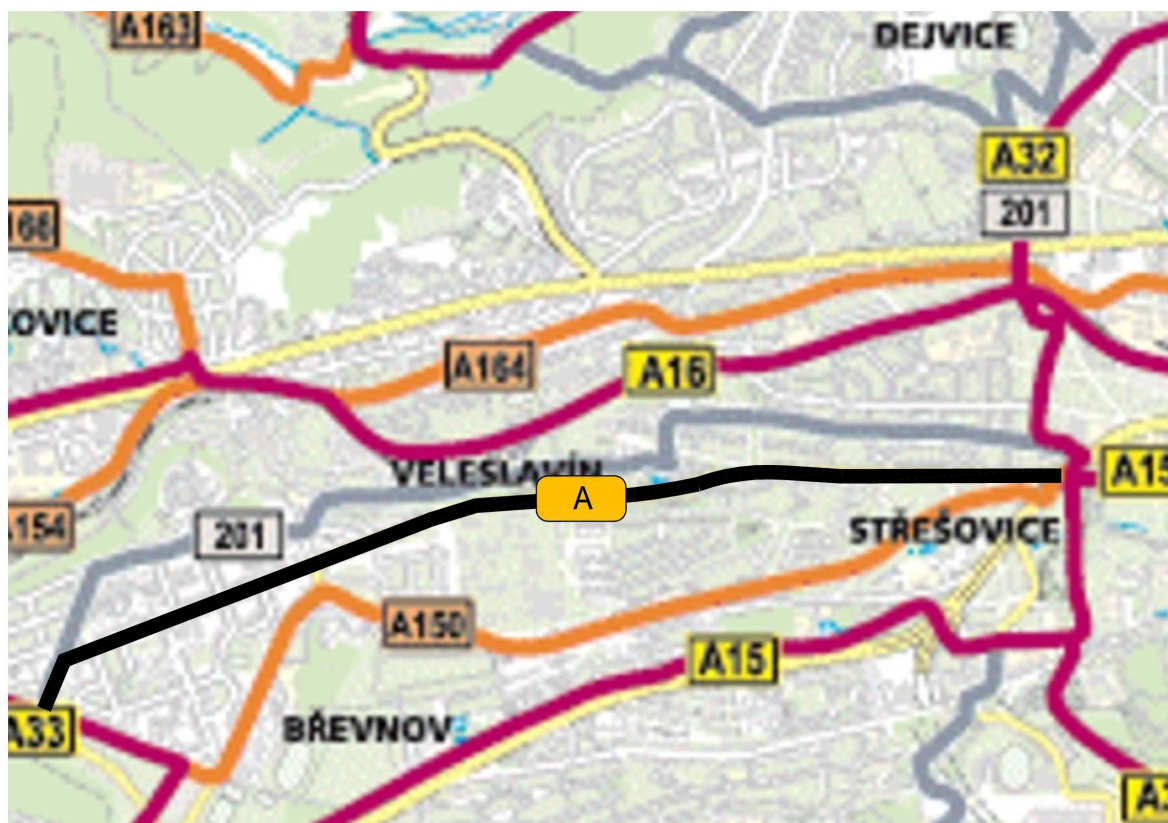 A163
DEJVICE
A32
201
166
OVICE
A164
A16
VELESLAVÍN
A
A15
154
201
STŘEŠOVICE
A150
A15
A33
BŘEVNOV